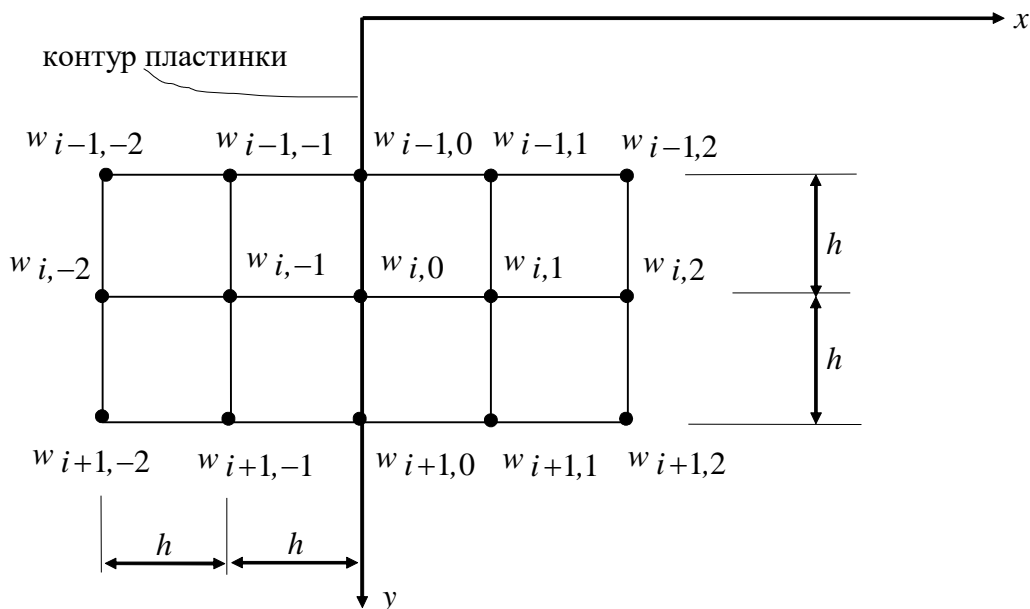 x
контур пластинки
w i−1,−2 w i−1,−1 w i−1,0 w i−1,1 w i−1,2
h
w i,−2 w i,−1 w i,0 w i,1 w i,2
h
w i+1,−2 w i+1,−1 w i+1,0 w i+1,1 w i+1,2
h h
y